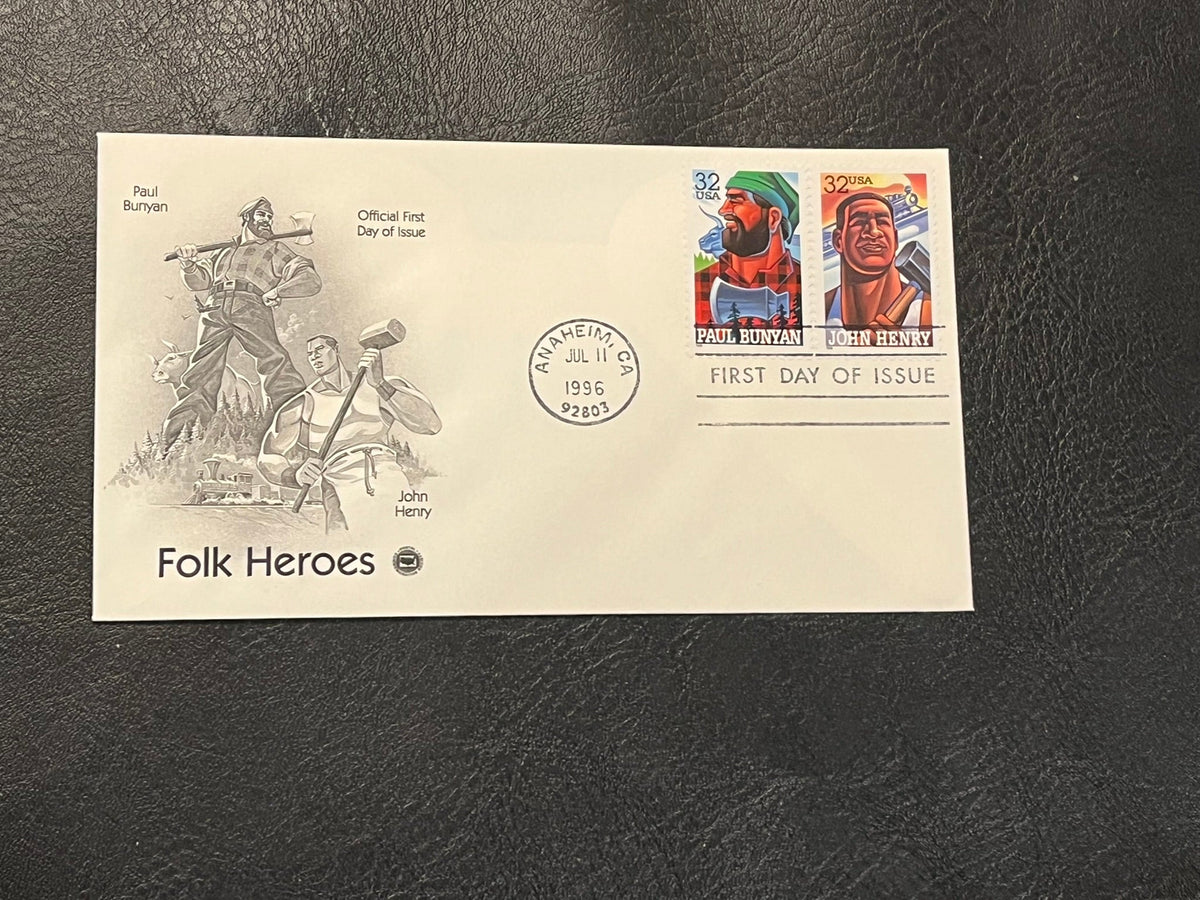 Paul
Bunyan
Official First
Day of Issue
John
Henry
Folk Heroes
ANAHEIM, CA
JUL 11
1996
92803
32
USA
PAUL BUNYAN
32 USA
JOHN HENRY
FIRST DAY OF ISSUE